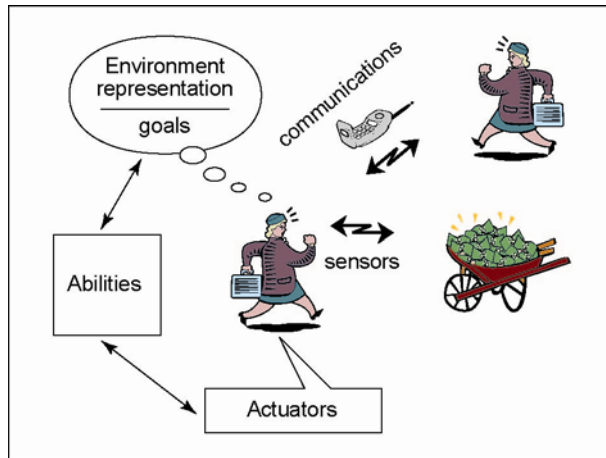 Environment
representation
goals
communications
sensors
Abilities
Actuators